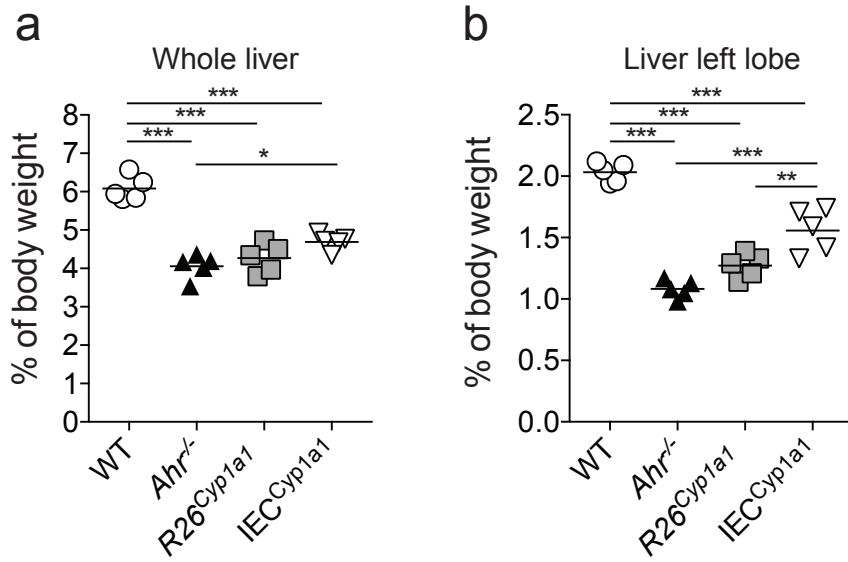 a
Whole liver
% of body weight
8
7
6
5
4
3
2
1
0
***
***
***
*
WT
Ahr-/-
R26Cyp1a1
IECCyp1a1
b
Liver left lobe
% of body weight
2.5
2.0
1.5
1.0
0.5
0.0
***
***
***
***
**
WT
Ahr-/-
R26Cyp1a1
IECCyp1a1